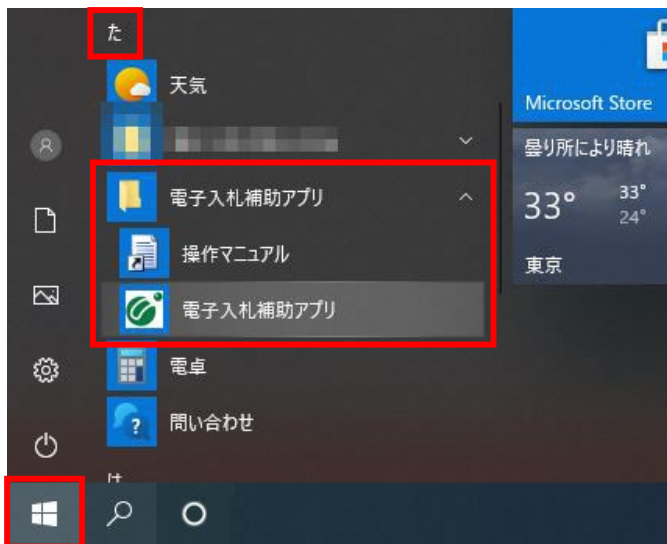 た
天気
Microsoft Store
曇り所により晴れ
電子入札補助アプリ
33°
33°
24°
操作マニュアル
東京
電子入札補助アプリ
電卓
問い合わせ